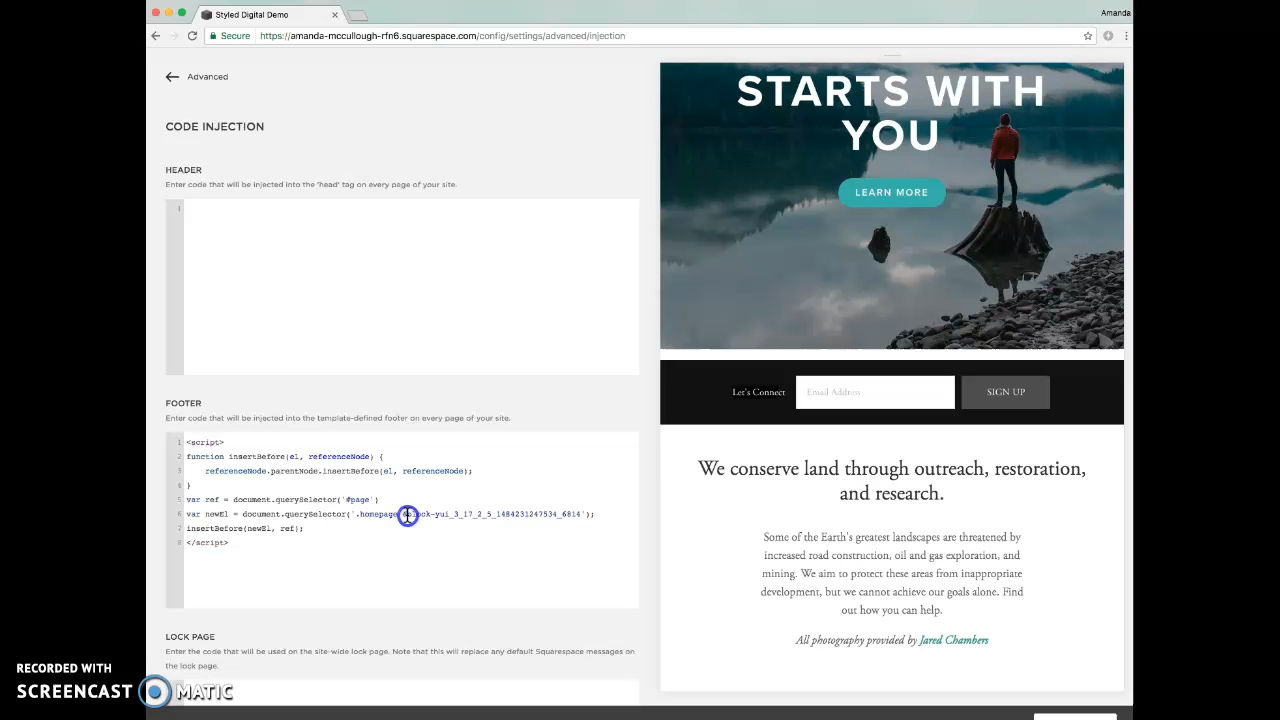 Styled Digital Demo
Amanda
Secure
https://amanda-mccullough-rfn6.squarespace.com/config/settings/advanced/injection
Advanced
CODE INJECTION
HEADER
Enter code that will be injected into the 'head' tag on every page of your site.
1
FOOTER
Enter code that will be injected into the template-defined footer on every page of your site.
1 <script>
2 function insertBefore(el, referenceNode) {
3 referenceNode.parentNode.insertBefore(el, referenceNode);
4 }
5 var ref = document.querySelector('#page')
6 var newEl = document.querySelector('.homepage
7 insertBefore(newEl, ref);
8 </script>
LOCK PAGE
Enter the code that will be used on the site-wide lock page. Note that this will replace any default Squarespace messages on
the lock page.
STARTS WITH
YOU
LEARN MORE
Let's Connect
Email Address
SIGN UP
We conserve land through outreach, restoration,
and research.
Some of the Earth's greatest landscapes are threatened by
increased road construction, oil and gas exploration, and
mining. We aim to protect these areas from inappropriate
development, but we cannot achieve our goals alone. Find
out how you can help.
All photography provided by Jared Chambers
RECORDED WITH
SCREENCAST MATIC